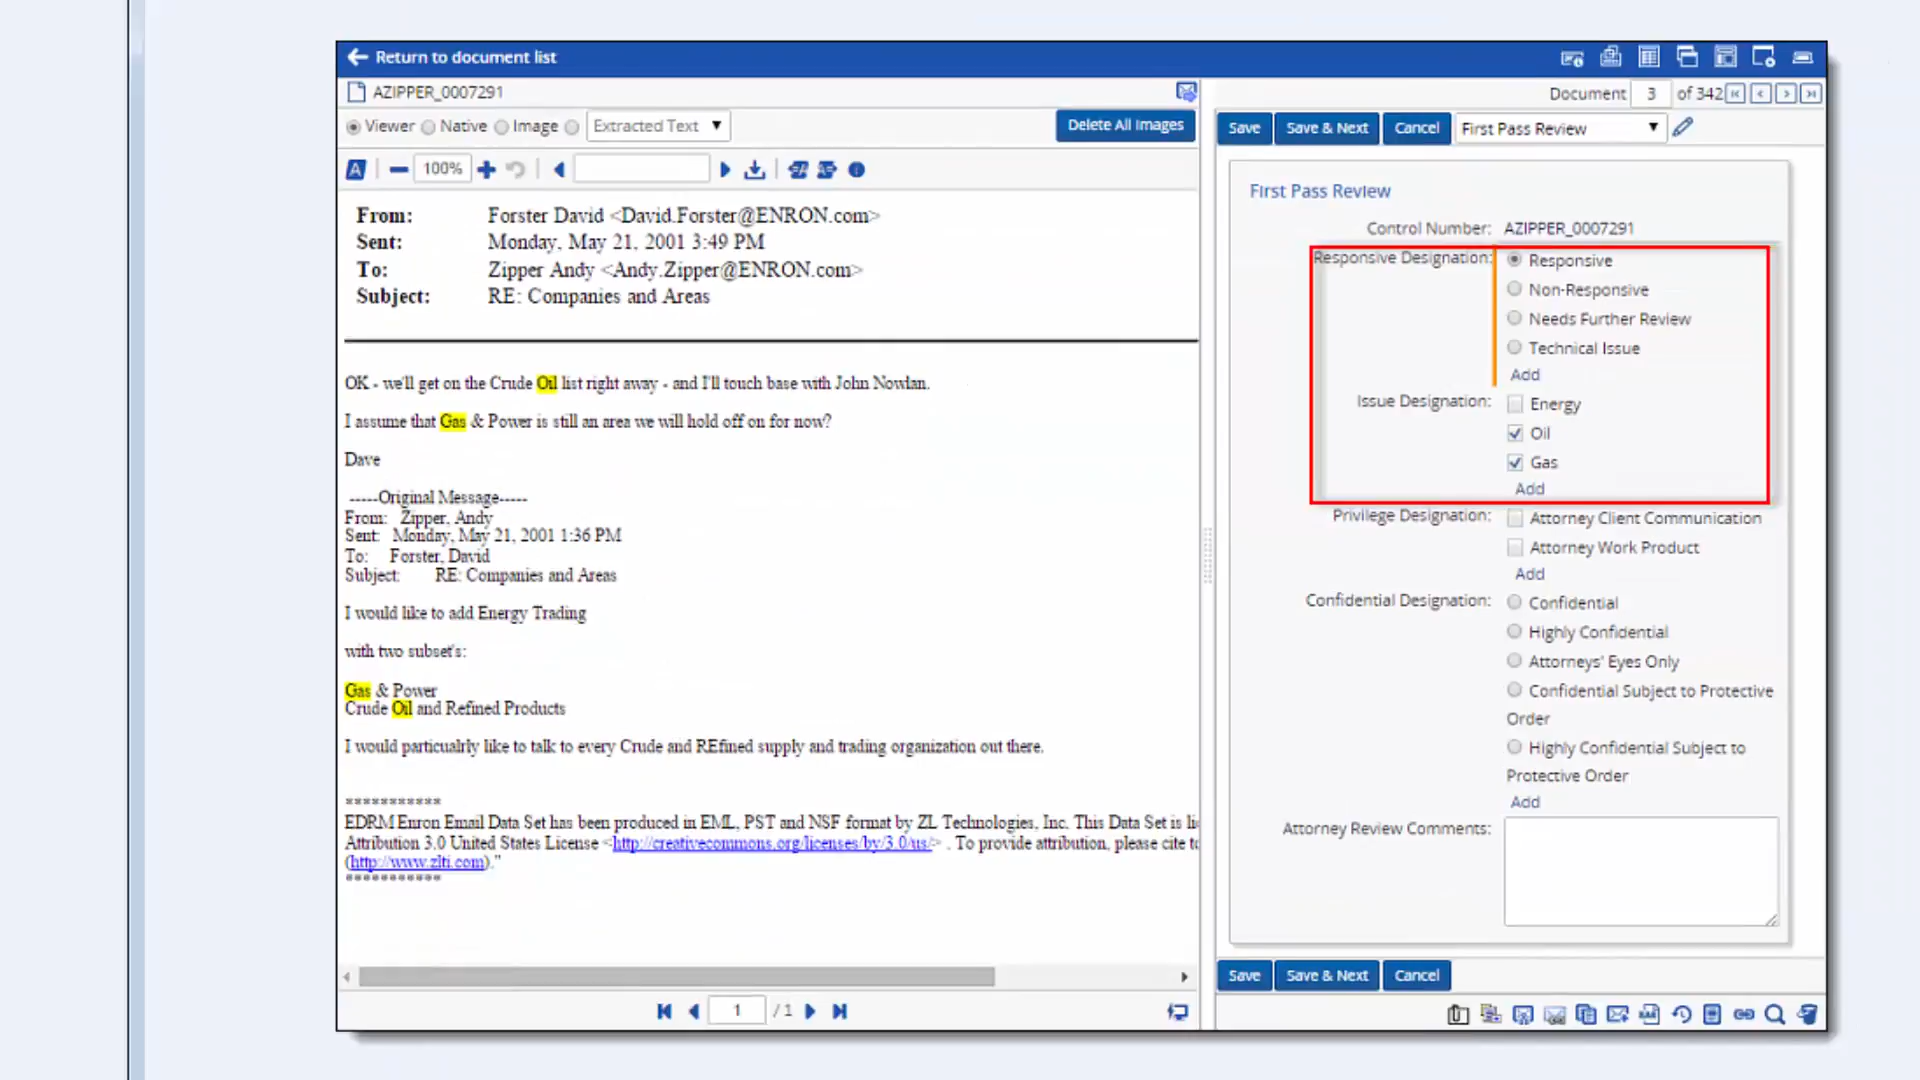 Return to document list
AZIPPER_0007291
Document 3 of 342
Viewer Native Image Extracted Text
Delete All Images
Save Save & Next Cancel First Pass Review
100%
From: Forster David <David.Forster@ENRON.com>
Sent: Monday, May 21, 2001 3:49 PM
To: Zipper Andy <Andy.Zipper@ENRON.com>
Subject: RE: Companies and Areas
OK - we'll get on the Crude Oil list right away - and I'll touch base with John Nowlan.
I assume that Gas & Power is still an area we will hold off on for now?
Dave
-----Original Message-----
From: Zipper, Andy
Sent: Monday, May 21, 2001 1:36 PM
To: Forster, David
Subject: RE: Companies and Areas
I would like to add Energy Trading
with two subset's:
Gas & Power
Crude Oil and Refined Products
I would particualrly like to talk to every Crude and REfined supply and trading organization out there.
***********
EDRM Enron Email Data Set has been produced in EML, PST and NSF format by ZL Technologies, Inc. This Data Set is li
Attribution 3.0 United States License <http://creativecommons.org/licenses/by/3.0/us/> . To provide attribution, please cite to
(http://www.zlti.com)."
***********
1 / 1
First Pass Review
Control Number: AZIPPER_0007291
Responsive Designation: Responsive
Non-Responsive
Needs Further Review
Technical Issue
Add
Issue Designation: Energy
Oil
Gas
Add
Privilege Designation: Attorney Client Communication
Attorney Work Product
Add
Confidential Designation: Confidential
Highly Confidential
Attorneys' Eyes Only
Confidential Subject to Protective
Order
Highly Confidential Subject to
Protective Order
Add
Attorney Review Comments:
Save Save & Next Cancel